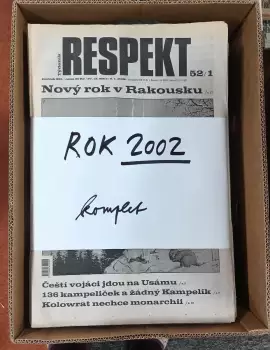 Týdeník
RESPEKT
52/1
Nový rok v Rakousku
ROK 2002
komplet
Čeští vojáci jdou na Usámu
136 kampeliček a žádný Kampelík
Kolowrat nechce monarchii